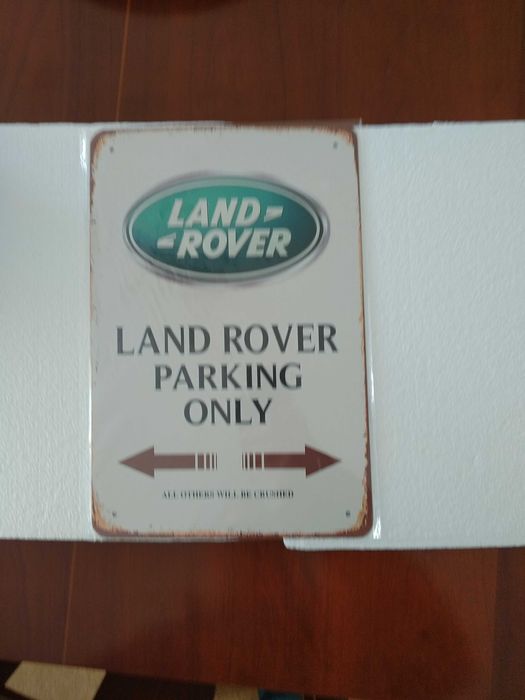 LAND
ROVER
LAND ROVER
PARKING
ONLY
ALL OTHERS WILL BE CRUSHED